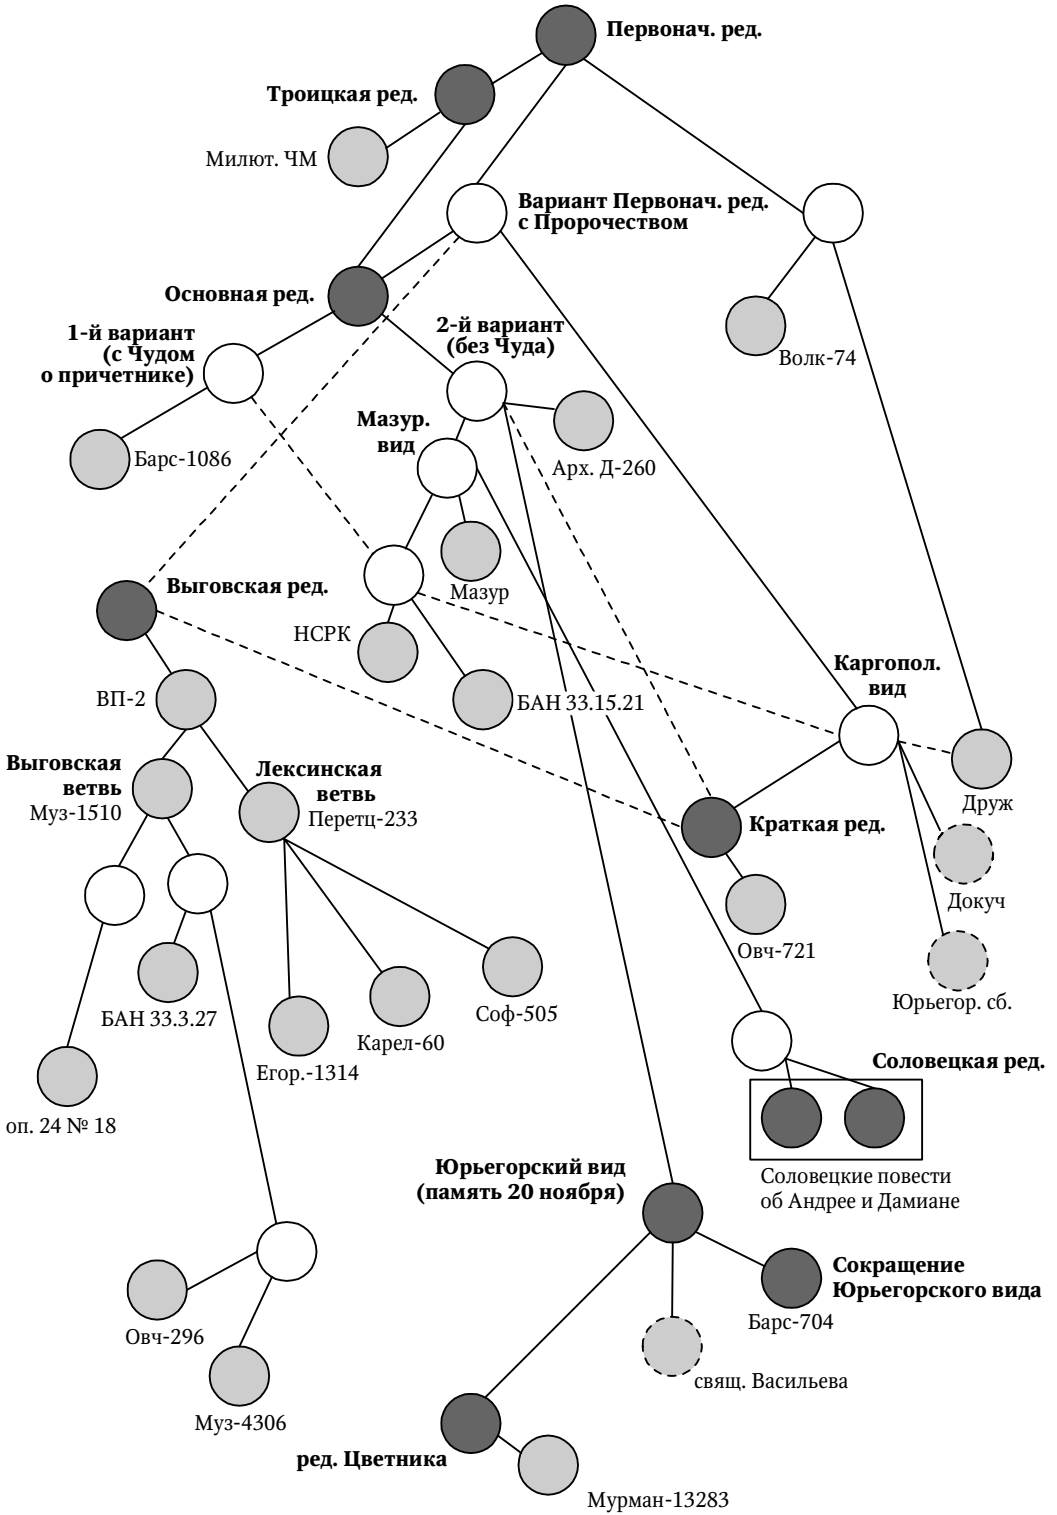 Первонач. ред.
Троицкая ред.
Милют. ЧМ
Вариант Первонач. ред.
с Пророчеством
Основная ред.
1-й вариант
(с Чудом
о причетнике)
2-й вариант
(без Чуда)
Волк-74
Мазур.
вид
Барс-1086
Арх. Д-260
Выговская ред.
Мазур
НСРК
Каргопол.
вид
ВП-2
БАН 33.15.21
Выговская
ветвь
Муз-1510
Лексинская
ветвь
Перетц-233
Друж
Краткая ред.
Докуч
Овч-721
Юрьегор. сб.
БАН 33.3.27
Соф-505
Карел-60
Егор.-1314
Соловецкая ред.
оп. 24 № 18
Юрьегорский вид
(память 20 ноября)
Соловецкие повести
об Андрее и Дамиане
Сокращение
Юрьегорского вида
Барс-704
Овч-296
свящ. Васильева
Муз-4306
ред. Цветника
Мурман-13283